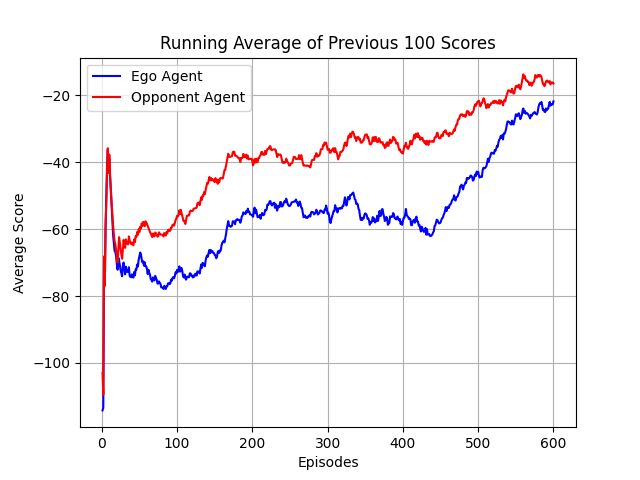 Running Average of Previous 100 Scores
Ego Agent
Opponent Agent
Average Score
−20
−40
−60
−80
−100
0 100 200 300 400 500 600
Episodes